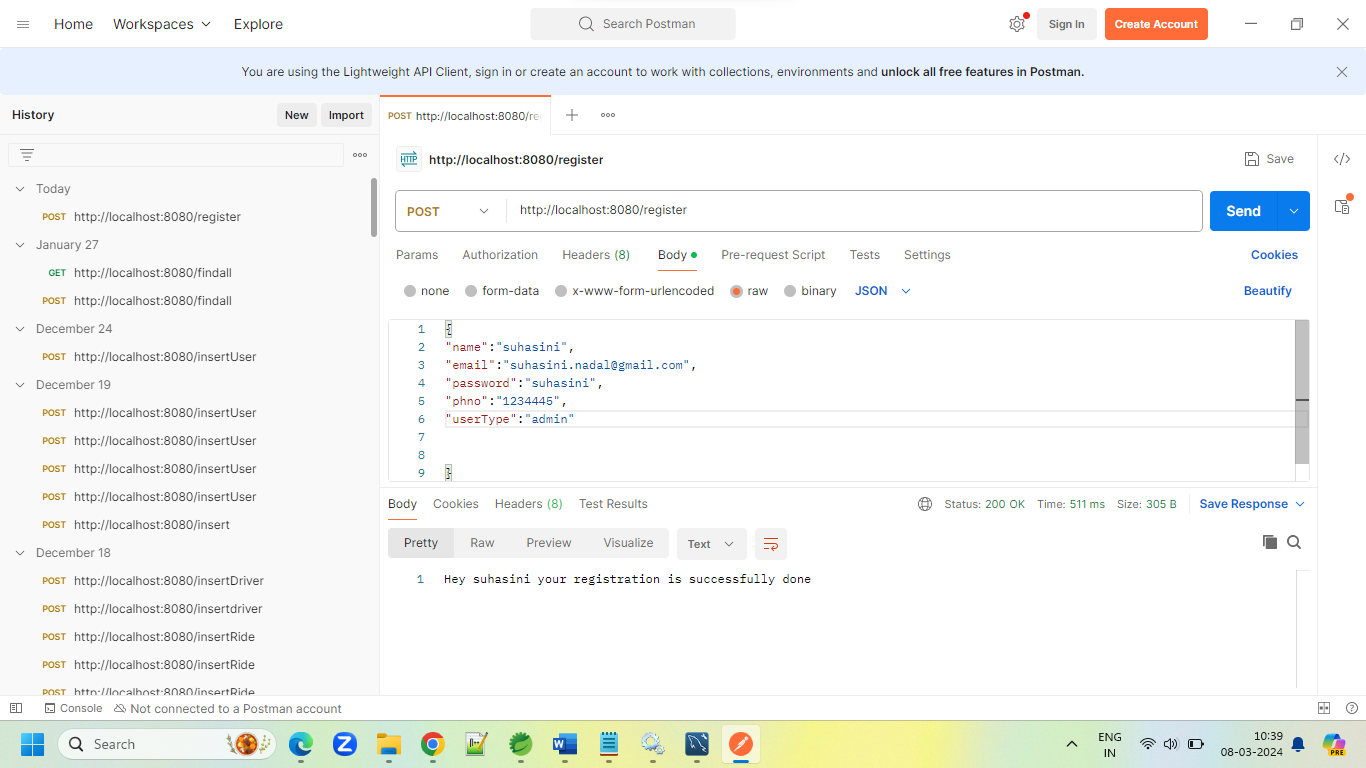 Home Workspaces Explore Search Postman Sign In Create Account
You are using the Lightweight API Client, sign in or create an account to work with collections, environments and unlock all free features in Postman.
History New Import
Today
POST http://localhost:8080/register
January 27
GET http://localhost:8080/findall
POST http://localhost:8080/findall
December 24
POST http://localhost:8080/insertUser
December 19
POST http://localhost:8080/insertUser
POST http://localhost:8080/insertUser
POST http://localhost:8080/insertUser
POST http://localhost:8080/insertUser
POST http://localhost:8080/insert
December 18
POST http://localhost:8080/insertDriver
POST http://localhost:8080/insertdriver
POST http://localhost:8080/insertRide
POST http://localhost:8080/insertRide
POST http://localhost:8080/insertRide
POST http://localhost:8080/re
HTTP http://localhost:8080/register Save
POST http://localhost:8080/register Send
Params Authorization Headers (8) Body Pre-request Script Tests Settings Cookies
none form-data x-www-form-urlencoded raw binary JSON Beautify
1 {
2 "name":"suhasini",
3 "email":"suhasini.nadal@gmail.com",
4 "password":"suhasini",
5 "phno":"1234445",
6 "userType":"admin"
7
8
9 }
Body Cookies Headers (8) Test Results Status: 200 OK Time: 511 ms Size: 305 B Save Response
Pretty Raw Preview Visualize Text
1 Hey suhasini your registration is successfully done
Console Not connected to a Postman account
Search ENG IN 10:39 08-03-2024 PRE